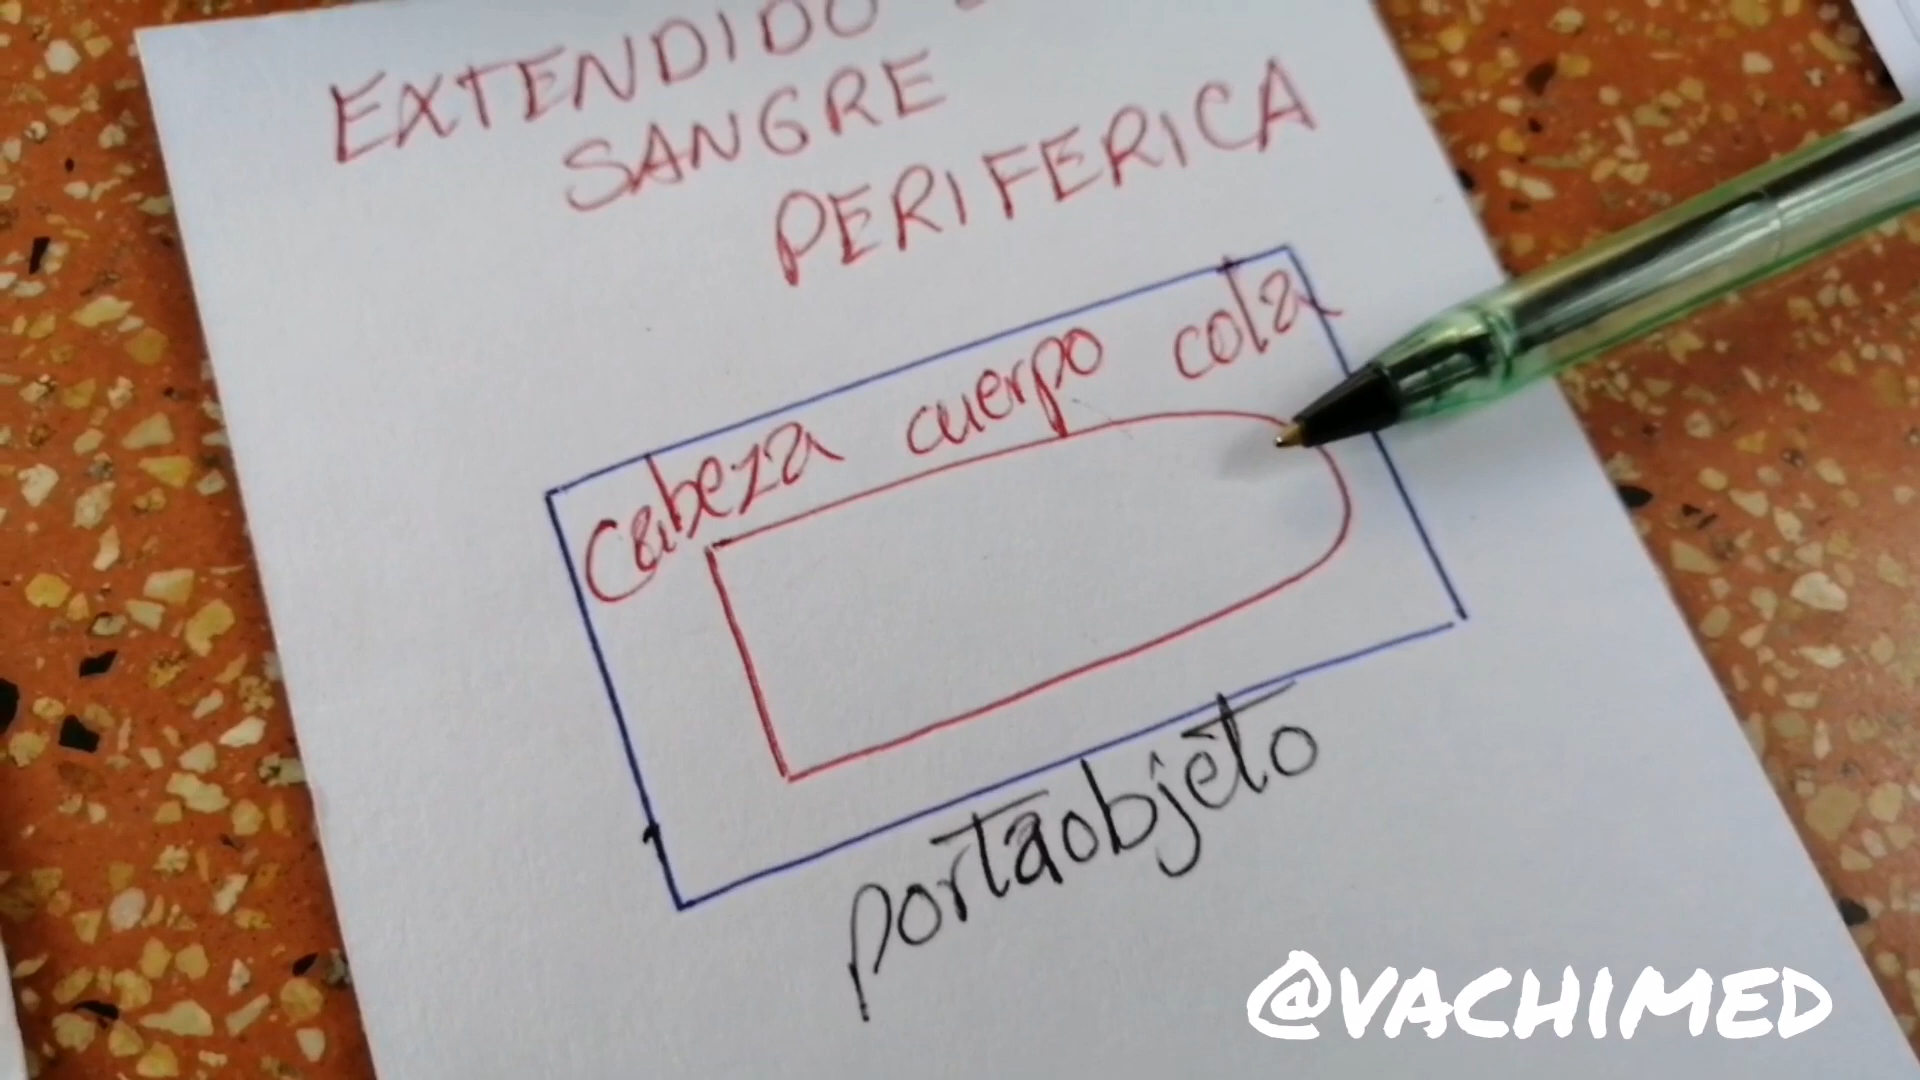 EXTENDIDO
SANGRE
PERIFERICA
cabeza cuerpo cola
portaobjeto
@VACHIMED